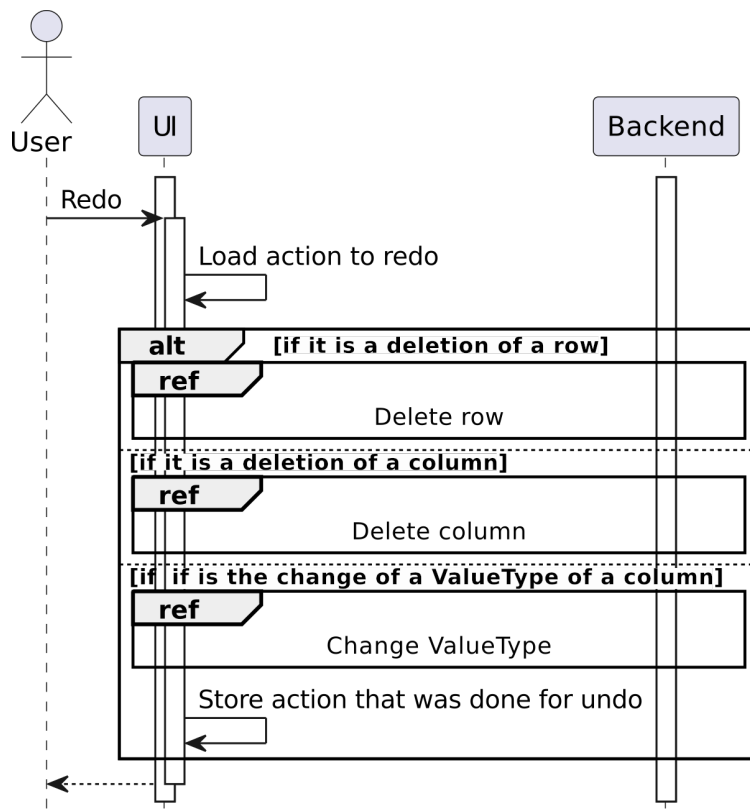 User
UI
Backend
Redo
Load action to redo
alt
[if it is a deletion of a row]
ref
Delete row
[if it is a deletion of a column]
ref
Delete column
[if if is the change of a ValueType of a column]
ref
Change ValueType
Store action that was done for undo